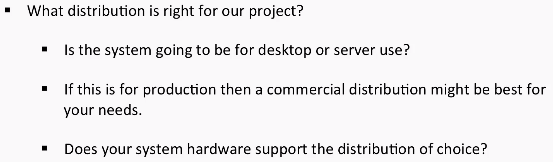 ▪ What distribution is right for our project?
▪ Is the system going to be for desktop or server use?
▪ If this is for production then a commercial distribution might be best for
your needs.
▪ Does your system hardware support the distribution of choice?